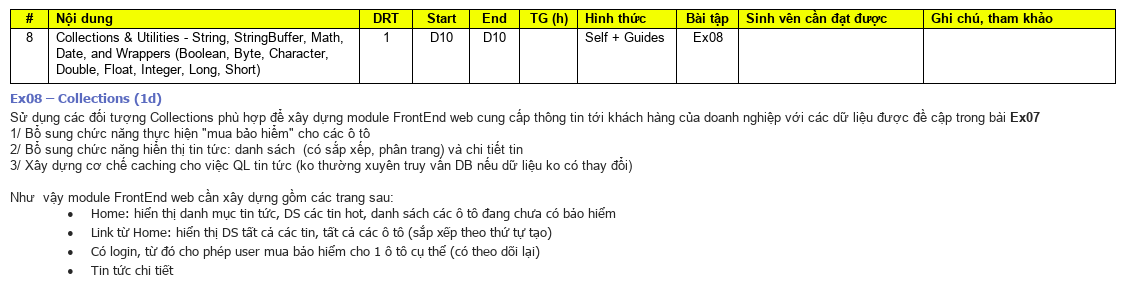 # Nội dung DRT Start End TG (h) Hình thức Bài tập Sinh vên cần đạt được Ghi chú, tham khảo
8 Collections & Utilities - String, StringBuffer, Math, 1 D10 D10 Self + Guides Ex08
Date, and Wrappers (Boolean, Byte, Character,
Double, Float, Integer, Long, Short)
Ex08 – Collections (1d)
Sử dụng các đối tượng Collections phù hợp để xây dựng module FrontEnd web cung cấp thông tin tới khách hàng của doanh nghiệp với các dữ liệu được đề cập trong bài Ex07
1/ Bổ sung chức năng thực hiện "mua bảo hiểm" cho các ô tô
2/ Bổ sung chức năng hiển thị tin tức: danh sách (có sắp xếp, phân trang) và chi tiết tin
3/ Xây dựng cơ chế caching cho việc QL tin tức (ko thường xuyên truy vấn DB nếu dữ liệu ko có thay đổi)
Như vậy module FrontEnd web cần xây dựng gồm các trang sau:
• Home: hiển thị danh mục tin tức, DS các tin hot, danh sách các ô tô đang chưa có bảo hiểm
• Link từ Home: hiển thị DS tất cả các tin, tất cả các ô tô (sắp xếp theo thứ tự tạo)
• Có login, từ đó cho phép user mua bảo hiểm cho 1 ô tô cụ thể (có theo dõi lại)
• Tin tức chi tiết